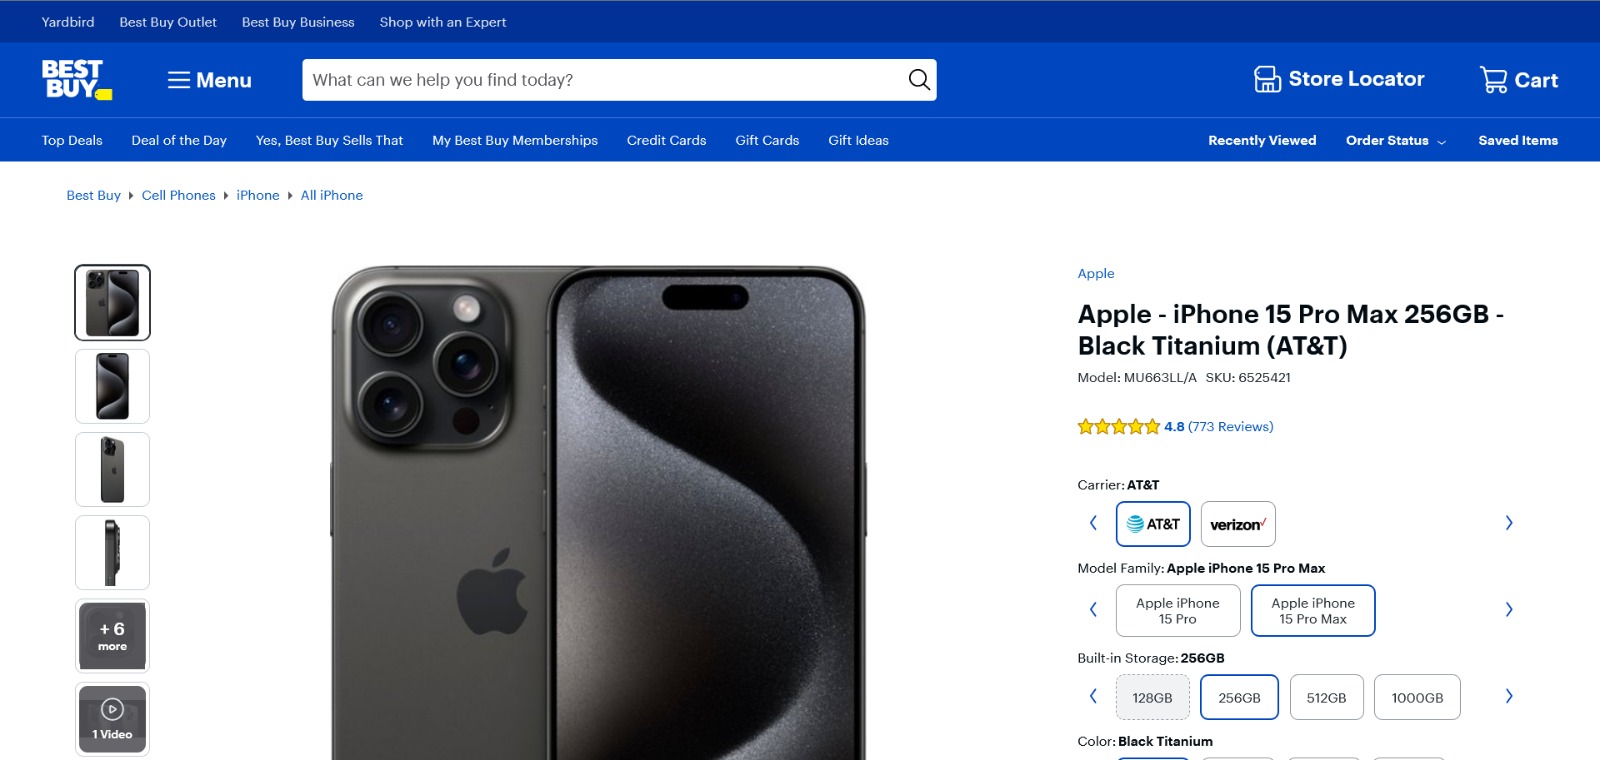 Yardbird Best Buy Outlet Best Buy Business Shop with an Expert
BEST
BUY
Menu
What can we help you find today?
Store Locator
Cart
Top Deals Deal of the Day Yes, Best Buy Sells That My Best Buy Memberships Credit Cards Gift Cards Gift Ideas Recently Viewed Order Status Saved Items
Best Buy Cell Phones iPhone All iPhone
+ 6
more
1 Video
Apple
Apple - iPhone 15 Pro Max 256GB -
Black Titanium (AT&T)
Model: MU663LL/A SKU: 6525421
4.8 (773 Reviews)
Carrier: AT&T
AT&T verizon
Model Family: Apple iPhone 15 Pro Max
Apple iPhone
15 Pro
Apple iPhone
15 Pro Max
Built-in Storage: 256GB
128GB 256GB 512GB 1000GB
Color: Black Titanium